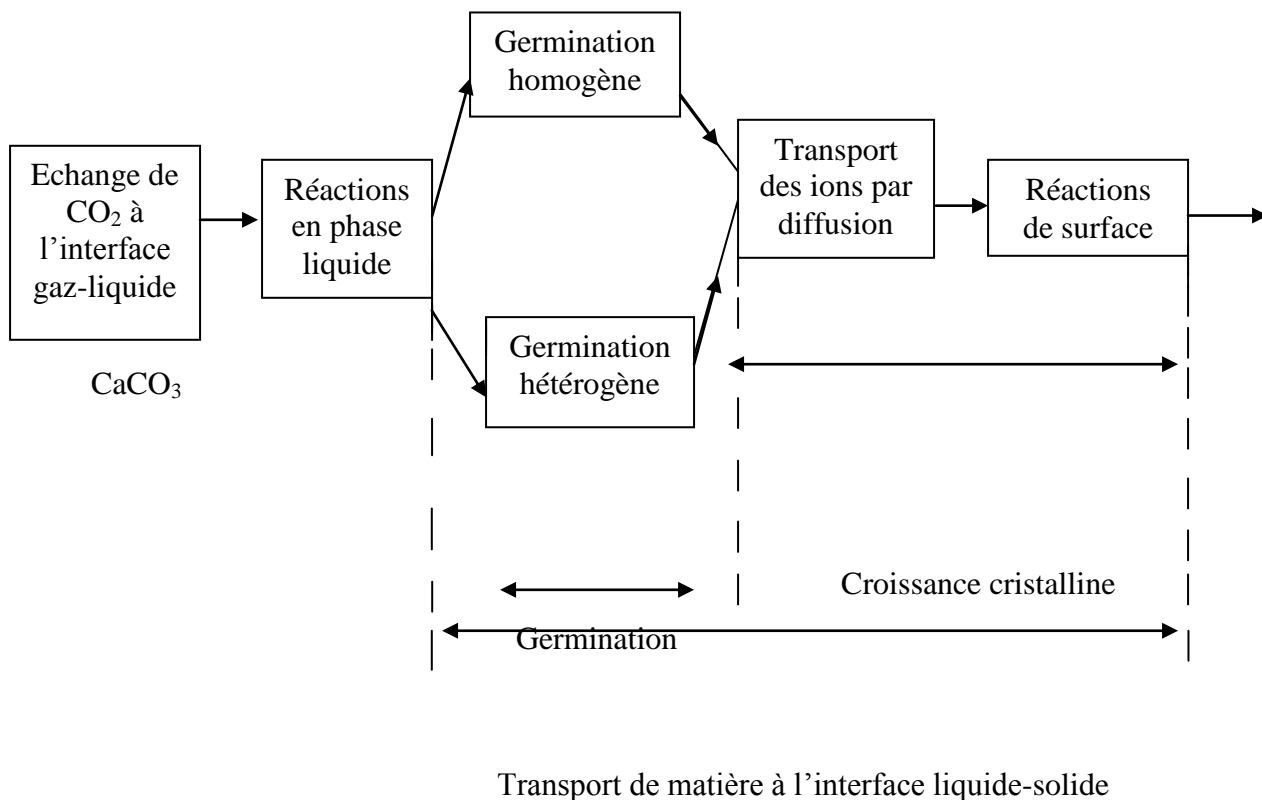 Germination
homogène
Echange de
CO₂ à
l’interface
gaz-liquide
Réactions
en phase
liquide
Transport
des ions par
diffusion
Réactions
de surface
Germination
hétérogène
CaCO₃
Croissance cristalline
Germination
Transport de matière à l’interface liquide-solide